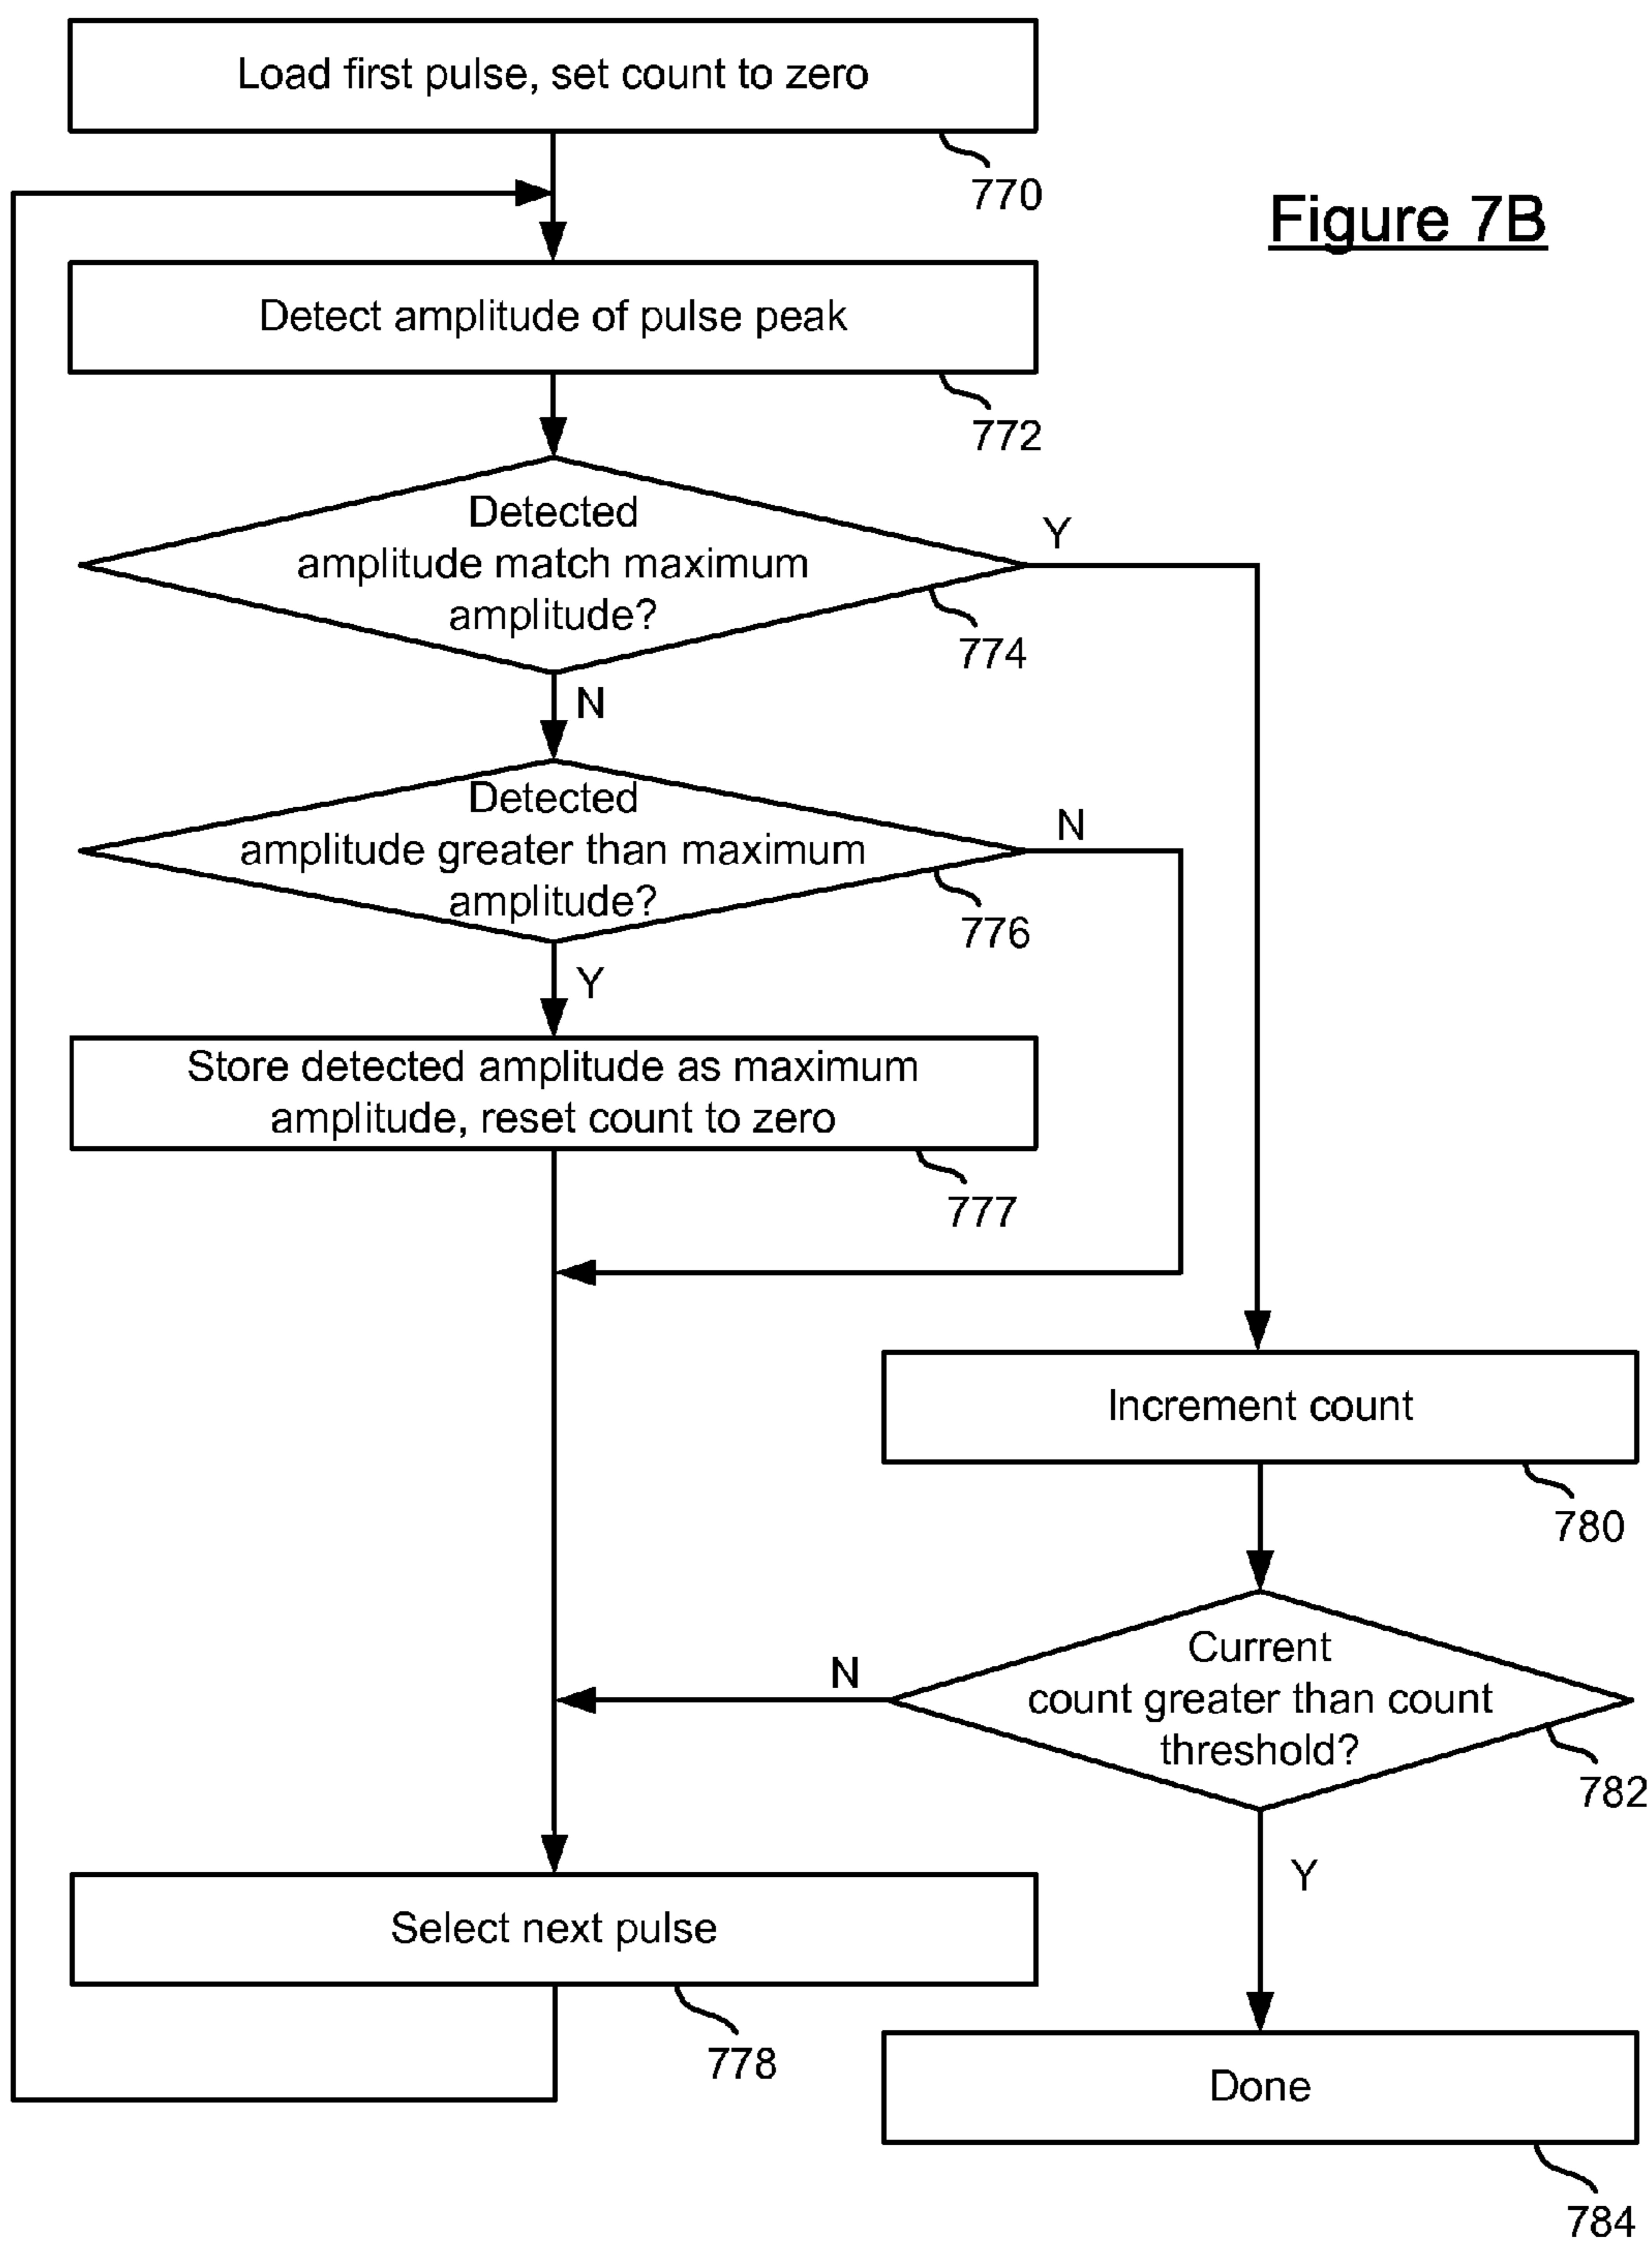 Load first pulse, set count to zero
770
Figure 7B
Detect amplitude of pulse peak
772
Detected
amplitude match maximum
amplitude?
Y
774
N
Detected
amplitude greater than maximum
amplitude?
N
776
Y
Store detected amplitude as maximum
amplitude, reset count to zero
777
Increment count
780
Current
count greater than count
threshold?
N
782
Y
Select next pulse
778
Done
784